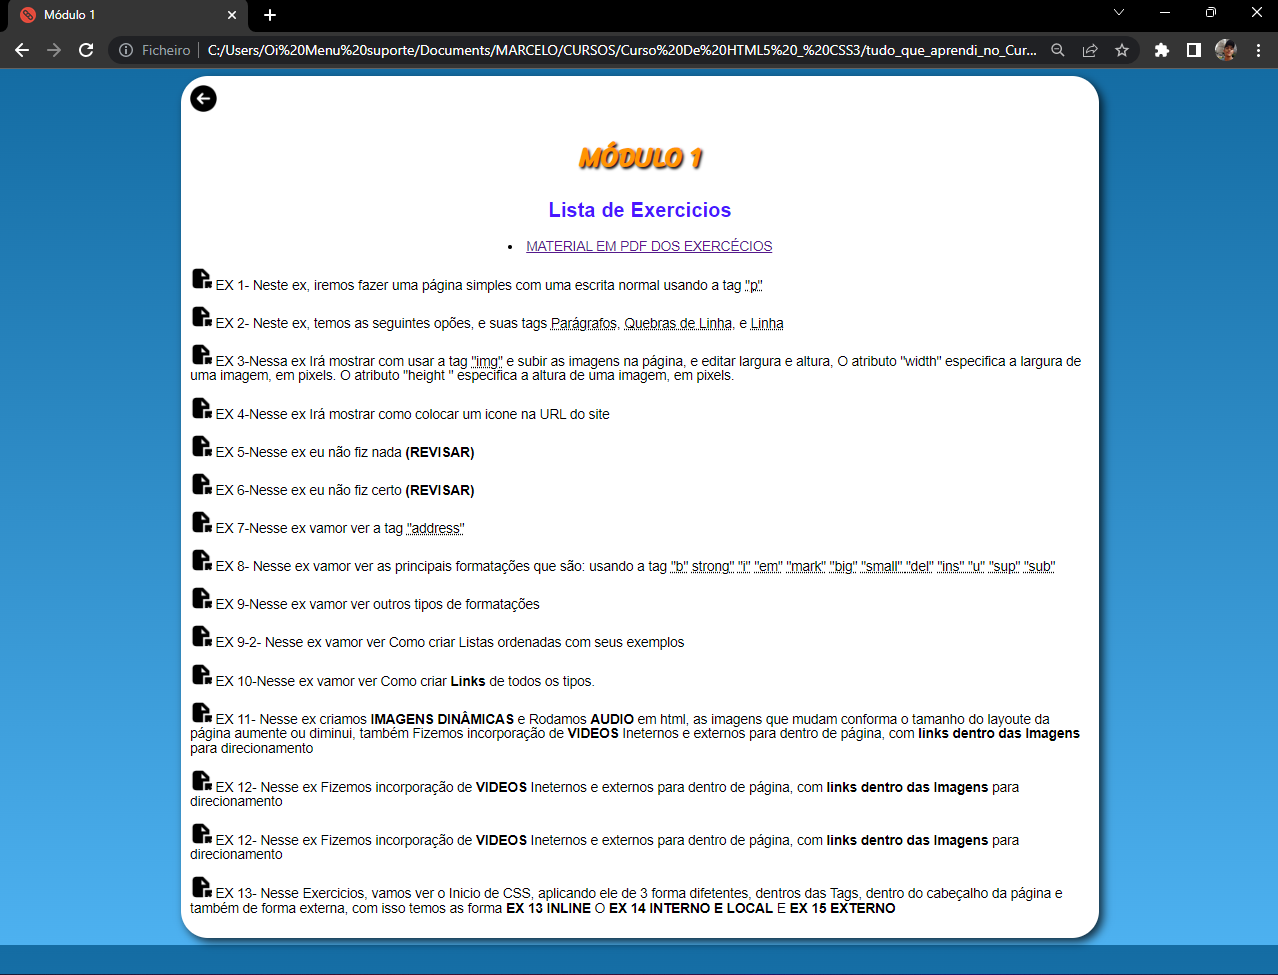 Módulo 1
Ficheiro
C:/Users/Oi%20Menu%20suporte/Documents/MARCELO/CURSOS/Curso%20De%20HTML5%20_%20CSS3/tudo_que_aprendi_no_Cur...
MÓDULO 1
Lista de Exercicios
• MATERIAL EM PDF DOS EXERCÉCIOS
EX 1- Neste ex, iremos fazer uma página simples com uma escrita normal usando a tag "p"
EX 2- Neste ex, temos as seguintes opões, e suas tags Parágrafos, Quebras de Linha, e Linha
EX 3-Nessa ex Irá mostrar com usar a tag "img" e subir as imagens na página, e editar largura e altura, O atributo "width" especifica a largura de
uma imagem, em pixels. O atributo "height " especifica a altura de uma imagem, em pixels.
EX 4-Nesse ex Irá mostrar como colocar um icone na URL do site
EX 5-Nesse ex eu não fiz nada (REVISAR)
EX 6-Nesse ex eu não fiz certo (REVISAR)
EX 7-Nesse ex vamor ver a tag "address"
EX 8- Nesse ex vamor ver as principais formatações que são: usando a tag "b" strong" "i" "em" "mark" "big" "small" "del" "ins" "u" "sup" "sub"
EX 9-Nesse ex vamor ver outros tipos de formatações
EX 9-2- Nesse ex vamor ver Como criar Listas ordenadas com seus exemplos
EX 10-Nesse ex vamor ver Como criar Links de todos os tipos.
EX 11- Nesse ex criamos IMAGENS DINÂMICAS e Rodamos AUDIO em html, as imagens que mudam conforma o tamanho do layoute da
página aumente ou diminui, também Fizemos incorporação de VIDEOS Ineternos e externos para dentro de página, com links dentro das Imagens
para direcionamento
EX 12- Nesse ex Fizemos incorporação de VIDEOS Ineternos e externos para dentro de página, com links dentro das Imagens para
direcionamento
EX 12- Nesse ex Fizemos incorporação de VIDEOS Ineternos e externos para dentro de página, com links dentro das Imagens para
direcionamento
EX 13- Nesse Exercicios, vamos ver o Inicio de CSS, aplicando ele de 3 forma difetentes, dentros das Tags, dentro do cabeçalho da página e
também de forma externa, com isso temos as forma EX 13 INLINE O EX 14 INTERNO E LOCAL E EX 15 EXTERNO